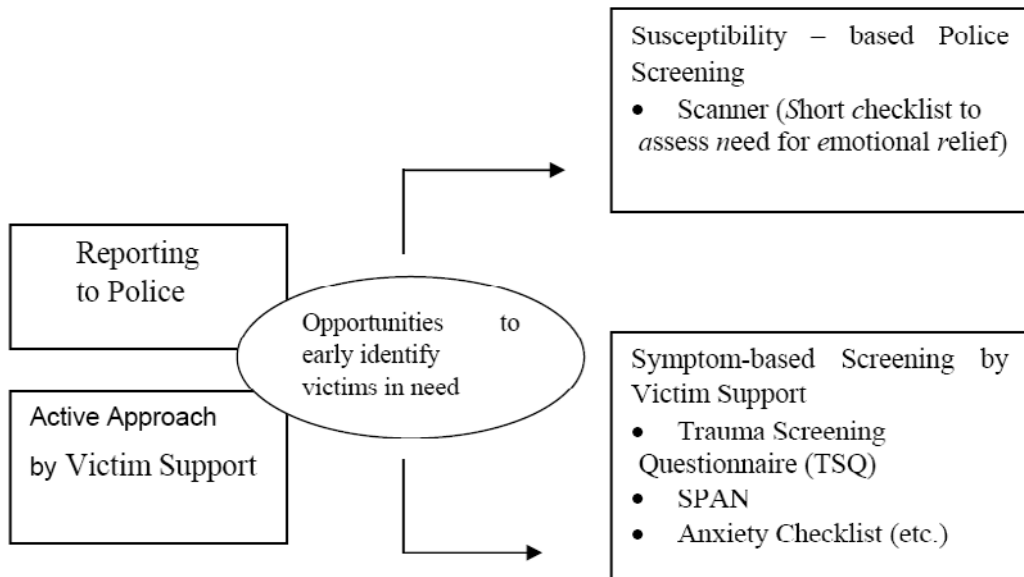 Susceptibility – based Police
Screening
• Scanner (Short checklist to
assess need for emotional relief)
Reporting
to Police
Opportunities to
early identify
victims in need
Active Approach
by Victim Support
Symptom-based Screening by
Victim Support
• Trauma Screening
Questionnaire (TSQ)
• SPAN
• Anxiety Checklist (etc.)